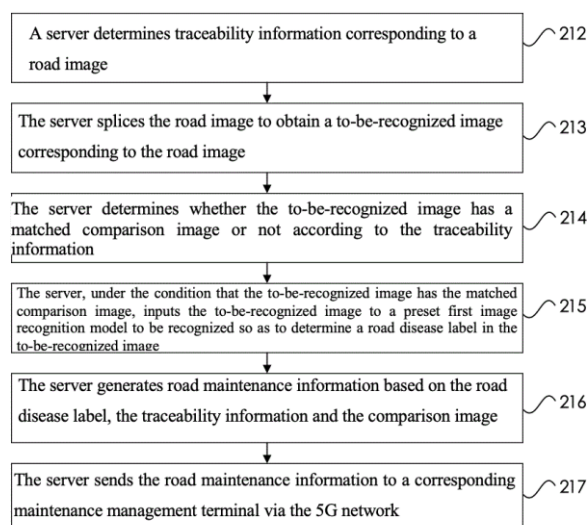 A server determines traceability information corresponding to a
road image
212
The server splices the road image to obtain a to-be-recognized image
corresponding to the road image
213
The server determines whether the to-be-recognized image has a
matched comparison image or not according to the traceability
information
214
The server, under the condition that the to-be-recognized image has the matched
comparison image, inputs the to-be-recognized image to a preset first image
recognition model to be recognized so as to determine a road disease label in
the to-be-recognized image
215
The server generates road maintenance information based on the road
disease label, the traceability information and the comparison image
216
The server sends the road maintenance information to a corresponding
maintenance management terminal via the 5G network
217